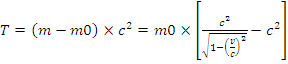 T = (m − m0) × c² = m0 × [c²/√(1−(v/c)²) − c²]